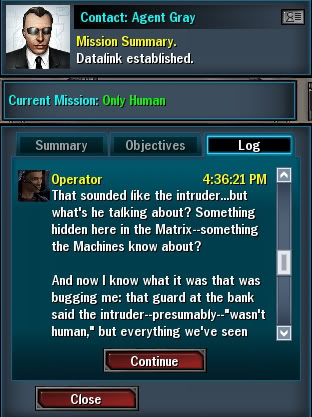 Contact: Agent Gray
Mission Summary.
Datalink established.
Current Mission: Only Human
Summary
Objectives
Log
Operator 4:36:21 PM
That sounded like the intruder...but
what's he talking about? Something
hidden here in the Matrix--something
the Machines know about?
And now I know what it was that was
bugging me: that guard at the bank
said the intruder--presumably--"wasn't
human," but everything we've seen
Continue
Close